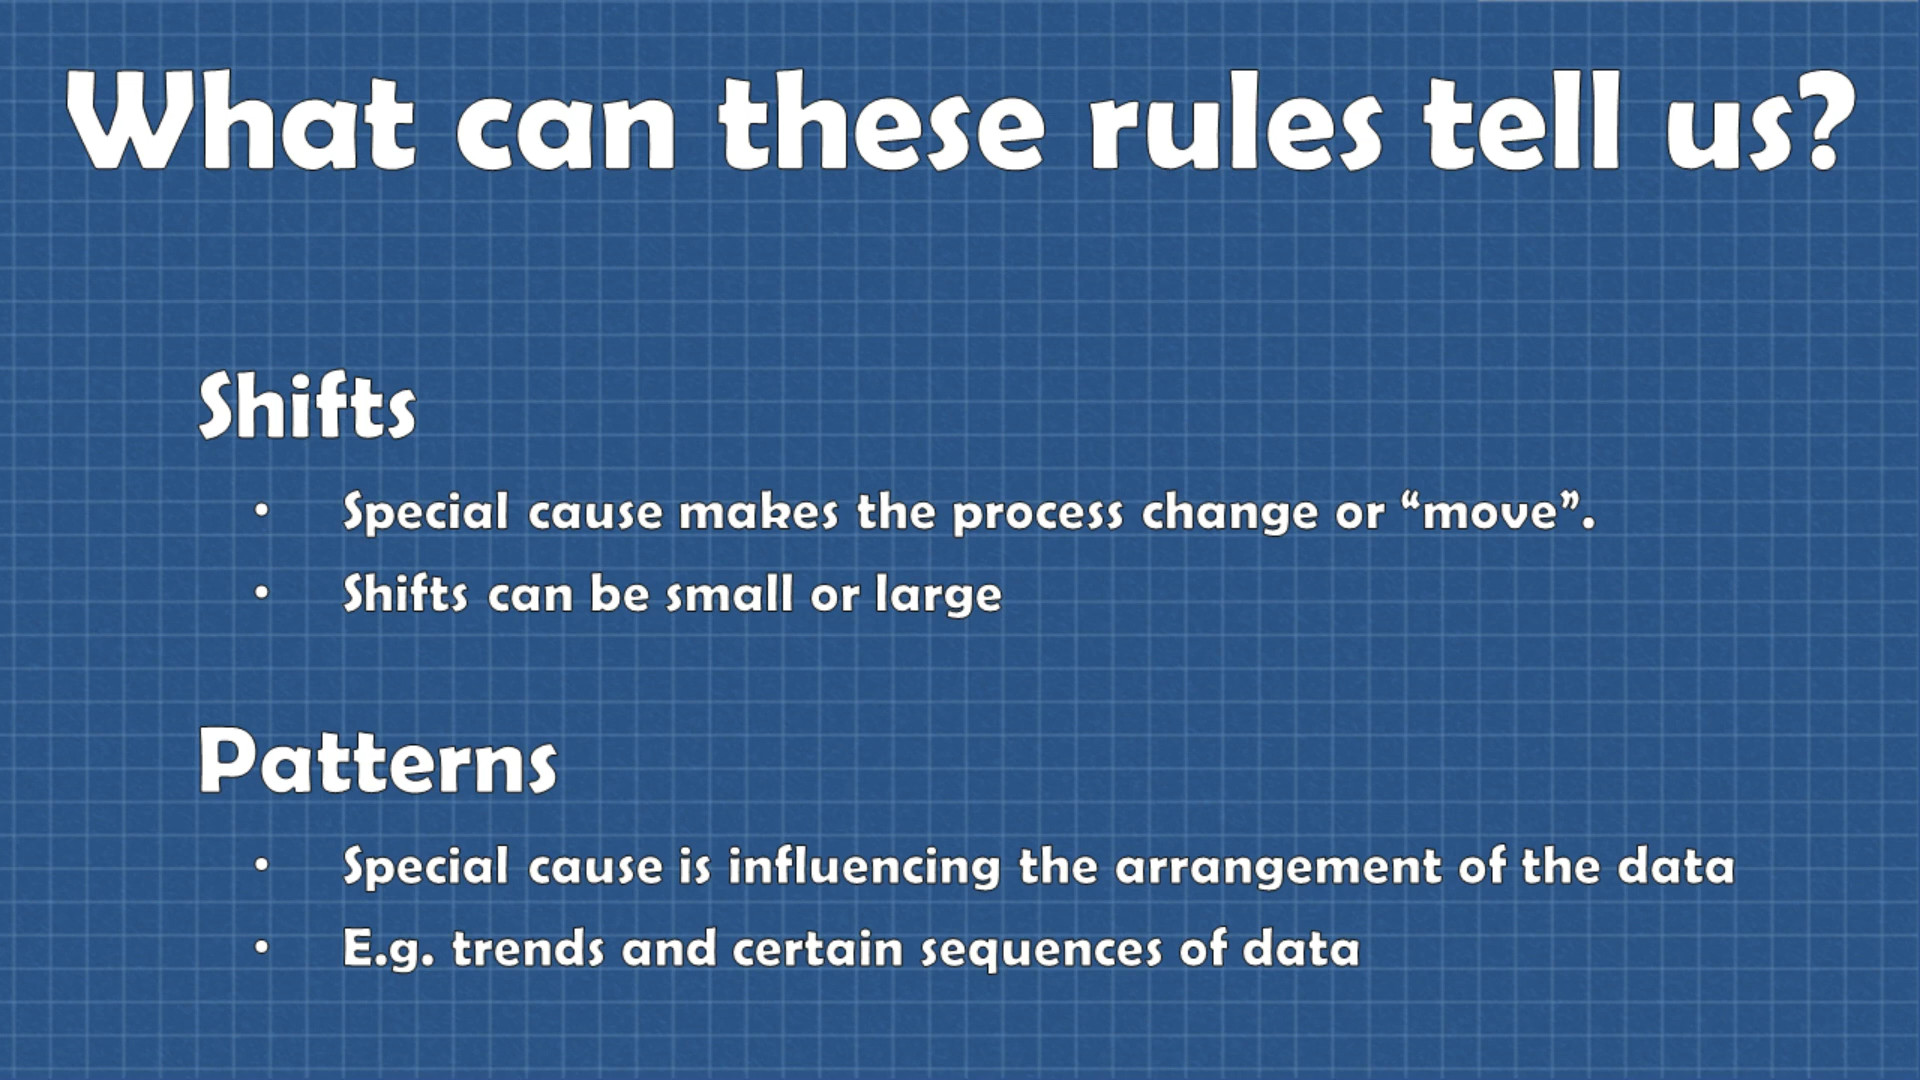 What can these rules tell us?
Shifts
• Special cause makes the process change or “move”.
• Shifts can be small or large
Patterns
• Special cause is influencing the arrangement of the data
• E.g. trends and certain sequences of data